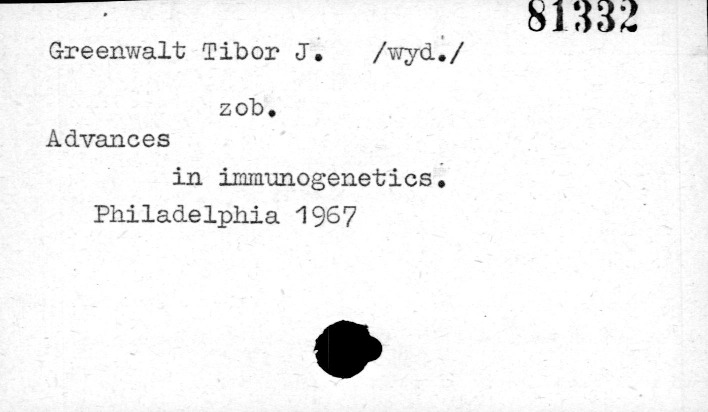 81332
Greenwalt Tibor J. /wyd./
zob.
Advances
in immunogenetics.
Philadelphia 1967